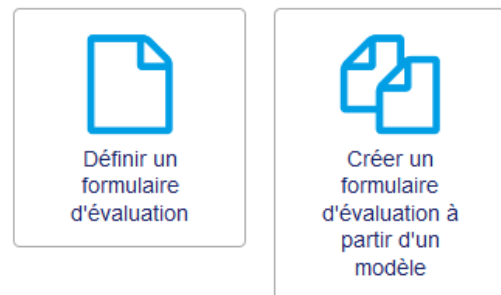 Définir un
formulaire
d'évaluation
Créer un
formulaire
d'évaluation à
partir d'un
modèle